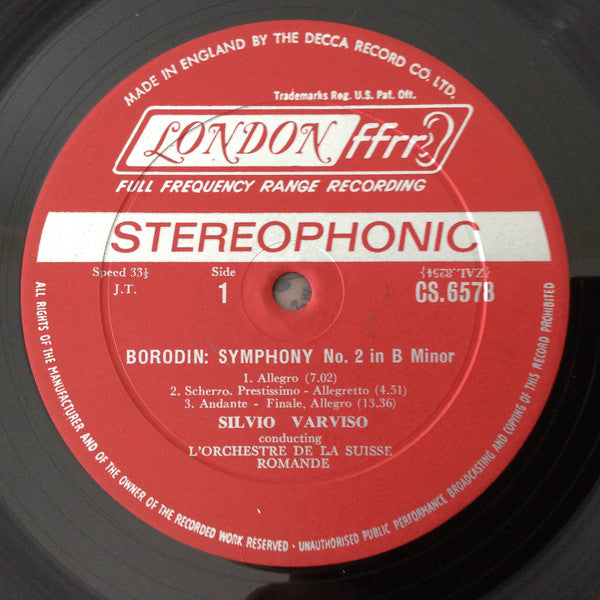 MADE IN ENGLAND BY THE DECCA RECORD CO. LTD.
Trademarks Reg. U.S. Pat. Off.
LONDON ffrr
FULL FREQUENCY RANGE RECORDING
STEREOPHONIC
Speed 33⅓ Side {ZAL.8254}
J.T. 1 CS.6578
BORODIN: SYMPHONY No. 2 in B Minor
1. Allegro (7.02)
2. Scherzo. Prestissimo - Allegretto (4.51)
3. Andante - Finale, Allegro (13.36)
SILVIO VARVISO
conducting
L'ORCHESTRE DE LA SUISSE
ROMANDE
ALL RIGHTS OF THE MANUFACTURER AND OF THE OWNER OF THE RECORDED WORK RESERVED · UNAUTHORISED PUBLIC PERFORMANCE BROADCASTING AND COPYING OF THIS RECORD PROHIBITED